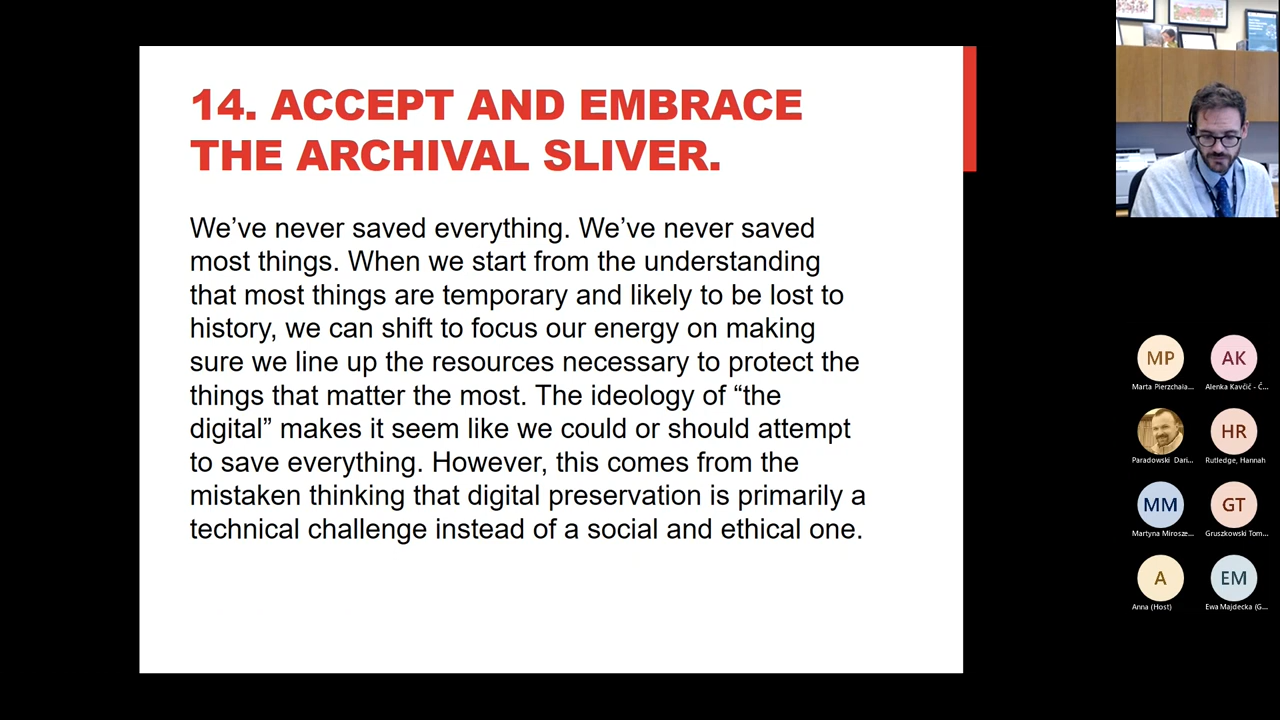 14. ACCEPT AND EMBRACE
THE ARCHIVAL SLIVER.
We’ve never saved everything. We’ve never saved
most things. When we start from the understanding
that most things are temporary and likely to be lost to
history, we can shift to focus our energy on making
sure we line up the resources necessary to protect the
things that matter the most. The ideology of “the
digital” makes it seem like we could or should attempt
to save everything. However, this comes from the
mistaken thinking that digital preservation is primarily a
technical challenge instead of a social and ethical one.
MP
AK
Marta Pierzchala...
Alenka Kavčič - Č...
HR
Paradowski Dari...
Rutledge, Hannah
MM
GT
Martyna Mirosze...
Gruszkowski Tom...
A
EM
Anna (Host)
Ewa Majdecka (G...